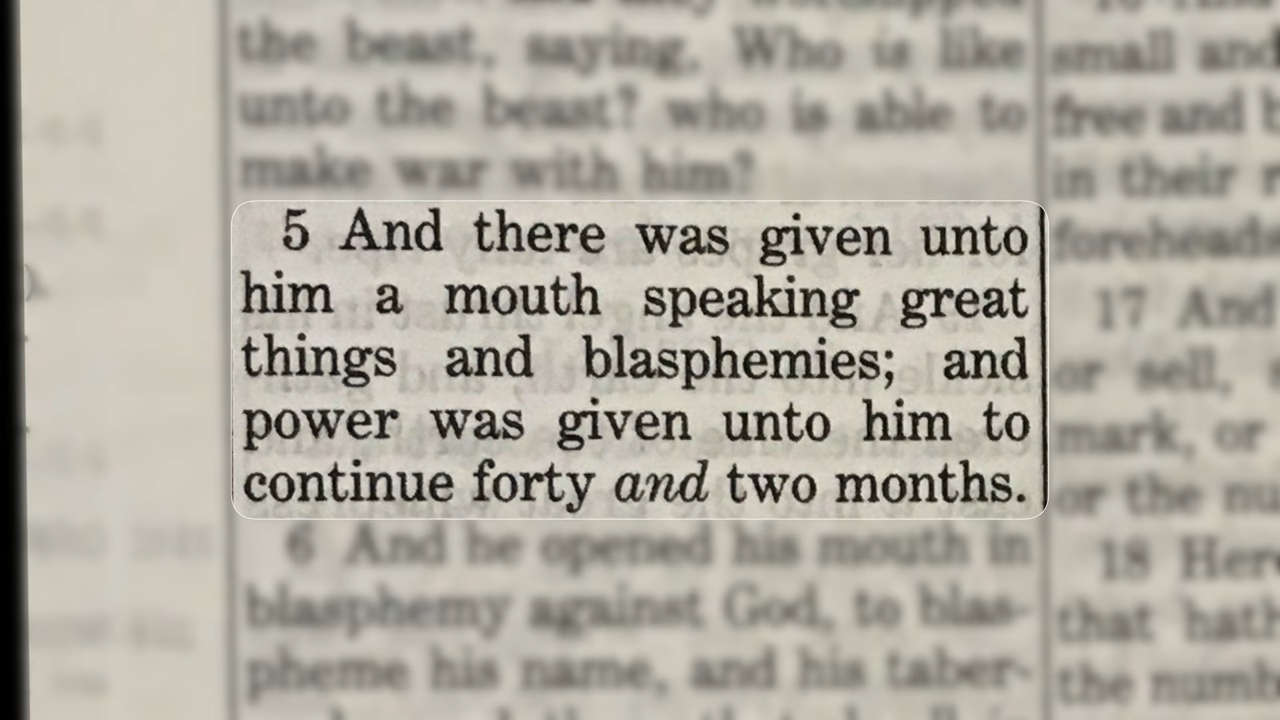 the beast, saying, Who is like
unto the beast? who is able to
make war with him?
5 And there was given unto
him a mouth speaking great
things and blasphemies; and
power was given unto him to
continue forty and two months.
6 And he opened his mouth in
blasphemy against God, to blas-
pheme his name, and his taber-
small and
free and
in their
foreheads
17 And
or sell,
mark, or
or the
18
that hath
the